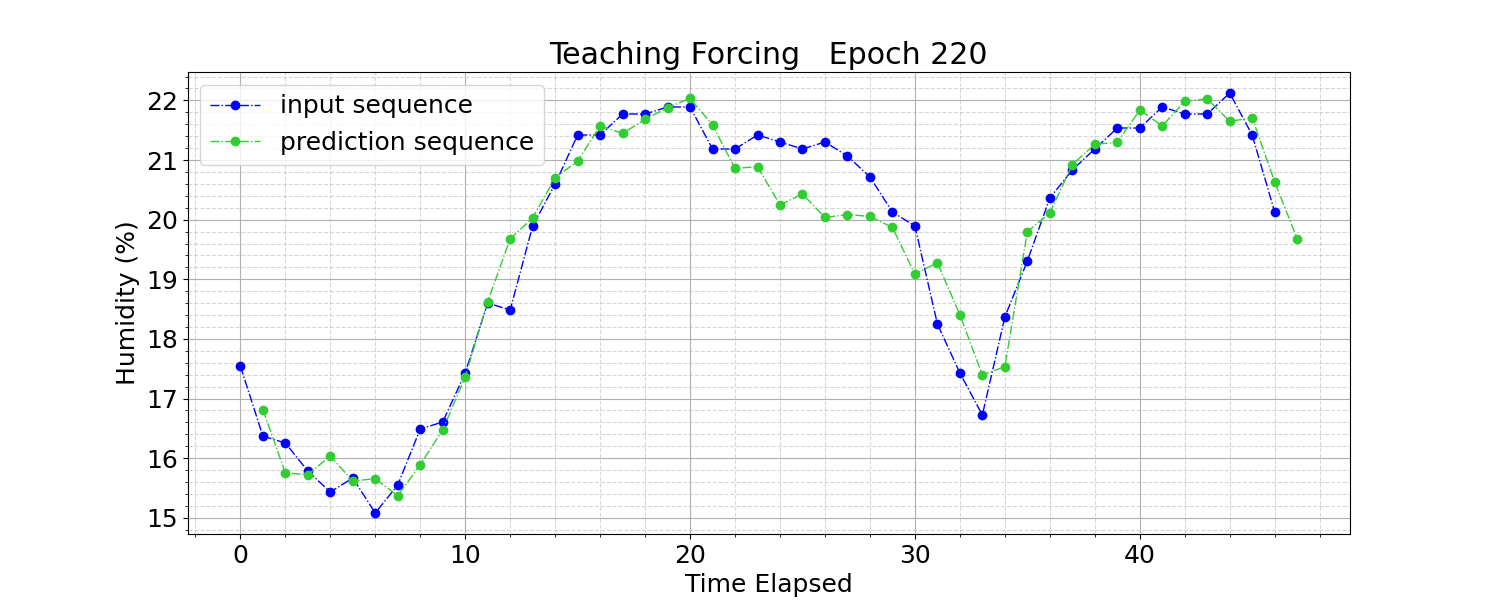 Teaching Forcing   Epoch 220
input sequence
prediction sequence
Humidity (%)
22
21
20
19
18
17
16
15
0 10 20 30 40
Time Elapsed